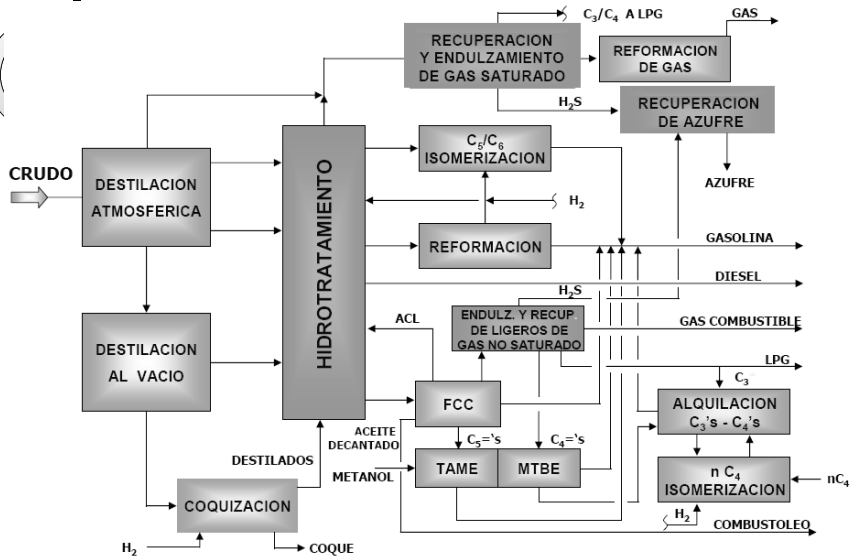 C3/C4 A LPG
GAS
RECUPERACION
Y ENDULZAMIENTO
DE GAS SATURADO
REFORMACION
DE GAS
H2S
RECUPERACION
DE AZUFRE
AZUFRE
CRUDO
DESTILACION
ATMOSFERICA
HIDROTRATAMIENTO
C5/C6
ISOMERIZACION
H2
REFORMACION
GASOLINA
DIESEL
H2S
DESTILACION
AL VACIO
ACL
ENDULZ. Y RECUP.
DE LIGEROS DE
GAS NO SATURADO
GAS COMBUSTIBLE
LPG
C3
FCC
ALQUILACION
C3's - C4's
ACEITE
DECANTADO
C5='s
C4='s
DESTILADOS
METANOL
TAME
MTBE
n C4
ISOMERIZACION
nC4
COQUIZACION
H2
COMBUSTOLEO
H2
COQUE